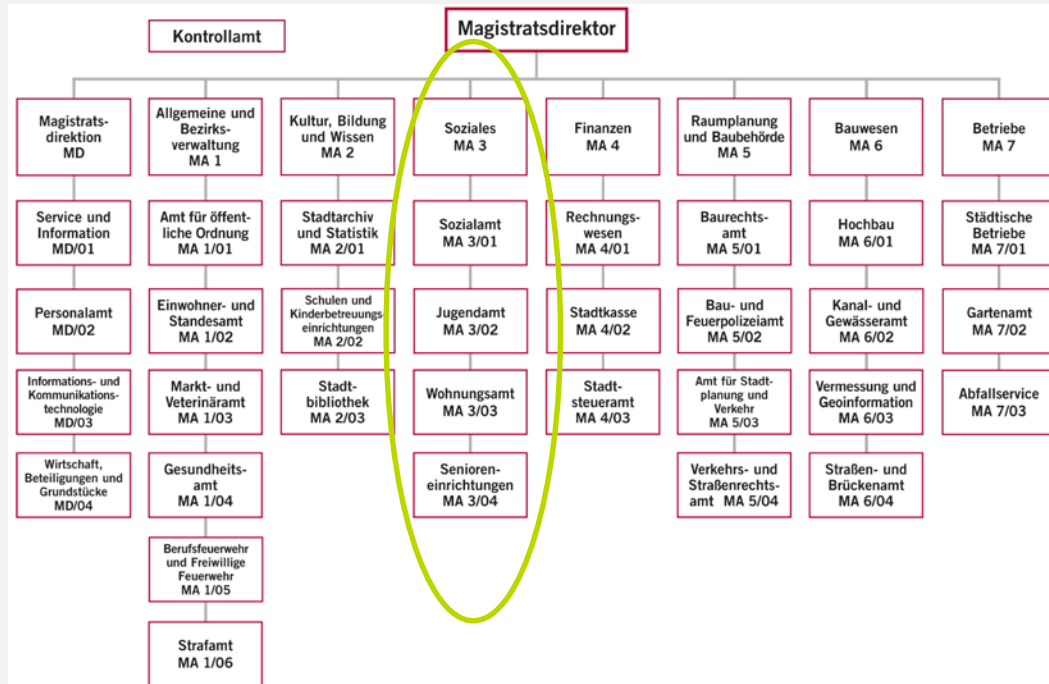 Kontrollamt
Magistratsdirektor
Magistrats-
direktion
MD
Allgemeine und
Bezirks-
verwaltung
MA 1
Kultur, Bildung
und Wissen
MA 2
Soziales
MA 3
Finanzen
MA 4
Raumplanung
und Baubehörde
MA 5
Bauwesen
MA 6
Betriebe
MA 7
Service und
Information
MD/01
Amt für öffent-
liche Ordnung
MA 1/01
Stadtarchiv
und Statistik
MA 2/01
Sozialamt
MA 3/01
Rechnungs-
wesen
MA 4/01
Baurechts-
amt
MA 5/01
Hochbau
MA 6/01
Städtische
Betriebe
MA 7/01
Personalamt
MD/02
Einwohner- und
Standesamt
MA 1/02
Schulen und
Kinderbetreuungs-
einrichtungen
MA 2/02
Jugendamt
MA 3/02
Stadtkasse
MA 4/02
Bau- und
Feuerpolizeiamt
MA 5/02
Kanal- und
Gewässeramt
MA 6/02
Gartenamt
MA 7/02
Informations- und
Kommunikations-
technologie
MD/03
Markt- und
Veterinäramt
MA 1/03
Stadt-
bibliothek
MA 2/03
Wohnungsamt
MA 3/03
Stadt-
steueramt
MA 4/03
Amt für Stadt-
planung und
Verkehr
MA 5/03
Vermessung und
Geoinformation
MA 6/03
Abfallservice
MA 7/03
Wirtschaft,
Beteiligungen und
Grundstücke
MD/04
Gesundheits-
amt
MA 1/04
Senioren-
einrichtungen
MA 3/04
Verkehrs- und
Straßenrechts-
amt MA 5/04
Straßen- und
Brückenamt
MA 6/04
Berufsfeuerwehr
und Freiwillige
Feuerwehr
MA 1/05
Strafamt
MA 1/06